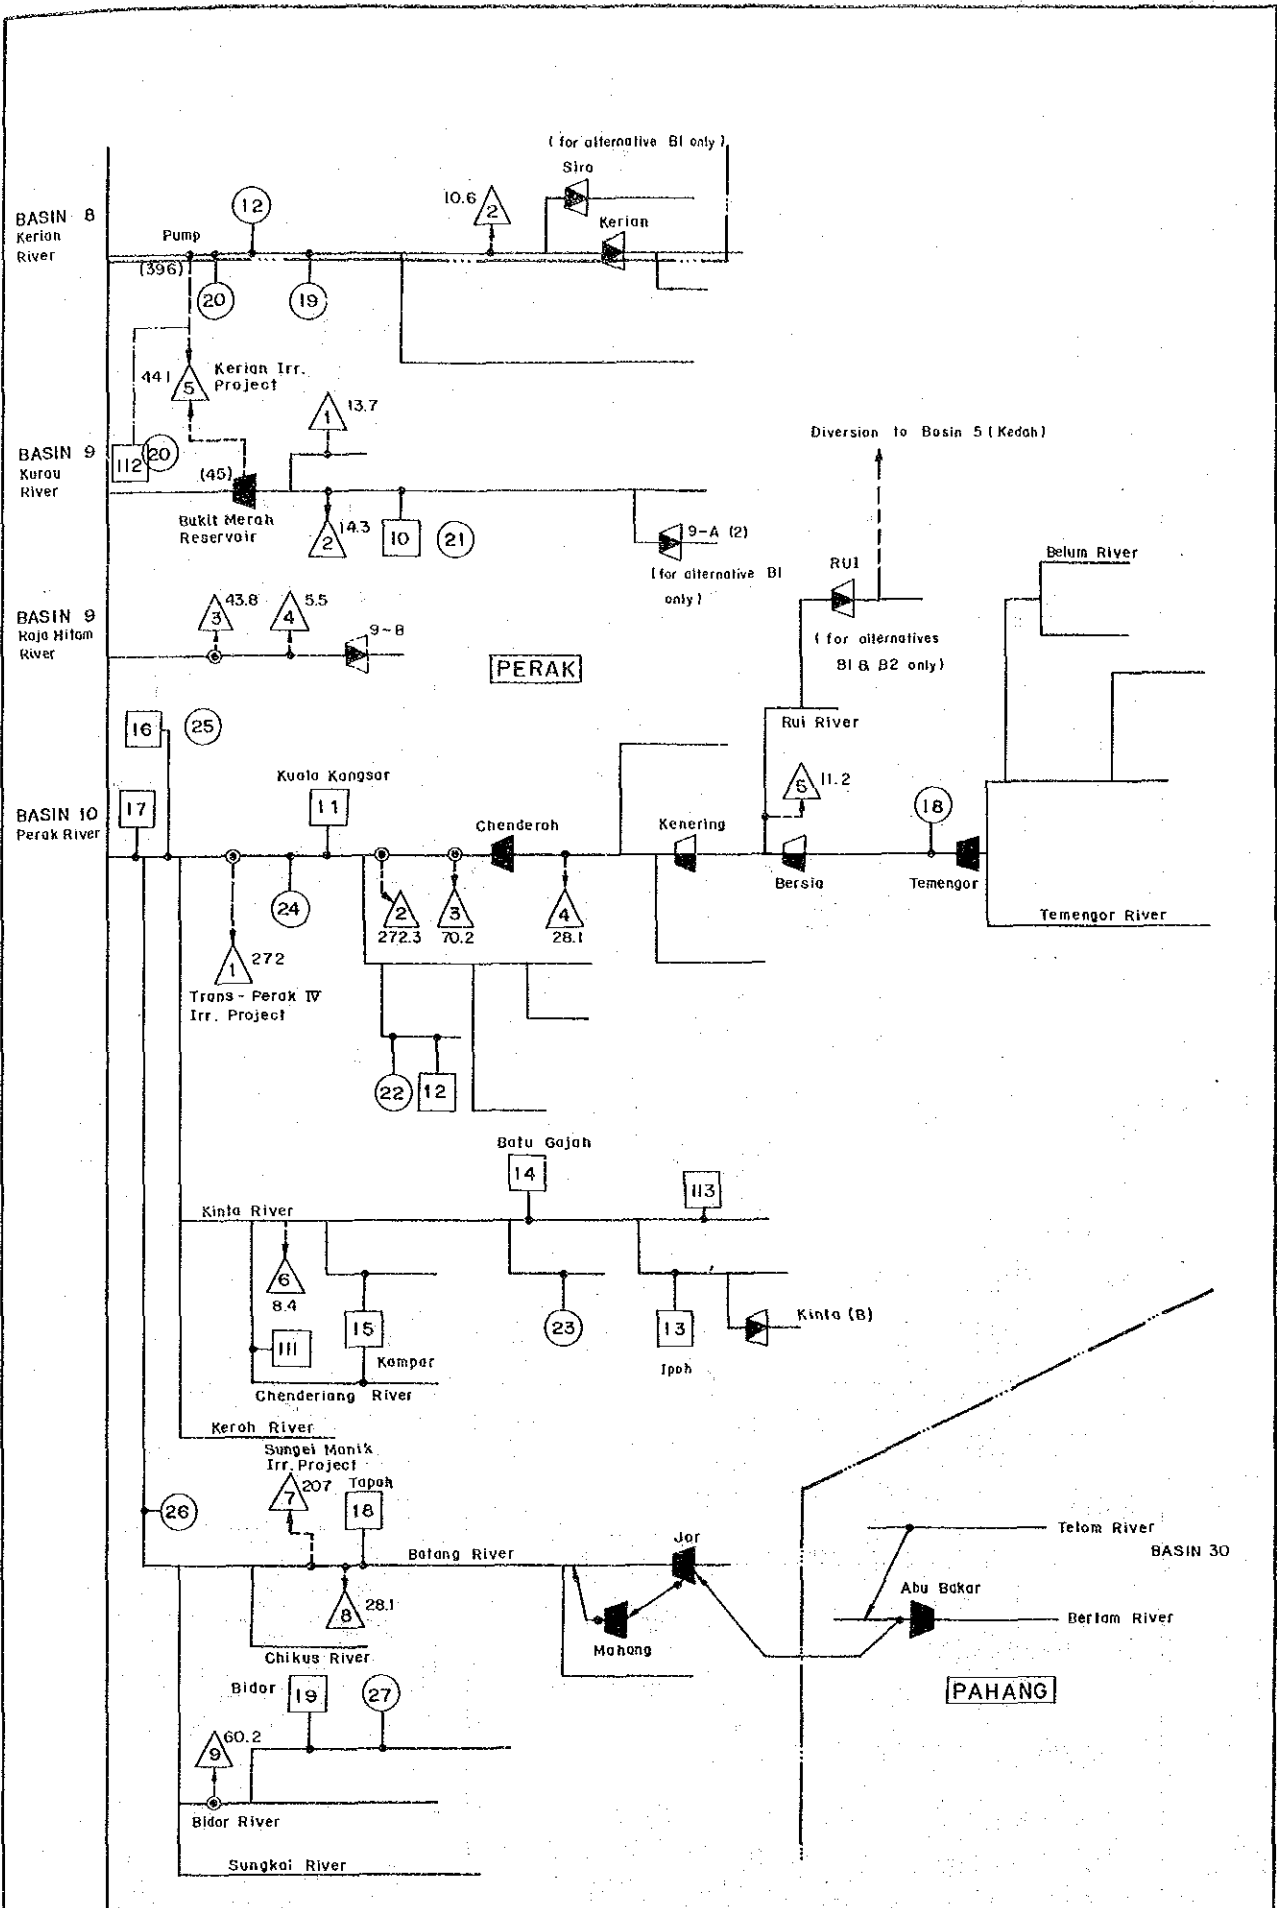 ( for alternative B1 only )
Siro
10.6
2
12
BASIN 8
Kerian
River
Pump
Kerian
(396)
20
19
441
5
Kerian Irr.
Project
1
13.7
Diversion to Basin 5 ( Kedah )
BASIN 9
Kurau
River
112
20
(45)
Bukit Merah
Reservoir
2
14.3
10
21
9-A (2)
( for alternative B1
only )
RUI
Belum River
BASIN 9
Raja Hitam
River
3
43.8
4
5.5
9-B
PERAK
( for alternatives
B1 & B2 only )
16
25
Rui River
Kuala Kangsar
5
11.2
BASIN 10
Perak River
17
11
Chenderoh
Kenering
18
Bersia
Temengor
24
2
272.3
3
70.2
4
28.1
Temengor River
1
272
Trans - Perak IV
Irr. Project
22
12
Batu Gajah
14
113
Kinta River
6
8.4
15
23
13
Kinta (B)
111
Kampar
Ipoh
Chenderiang River
Keroh River
Sungei Manik
Irr. Project
7
207
Tapah
26
18
Batang River
Jor
Telom River
BASIN 30
8
28.1
Mahang
Abu Bakar
Bertam River
Chikus River
Bidor
19
27
PAHANG
9
60.2
Bidor River
Sungkai River